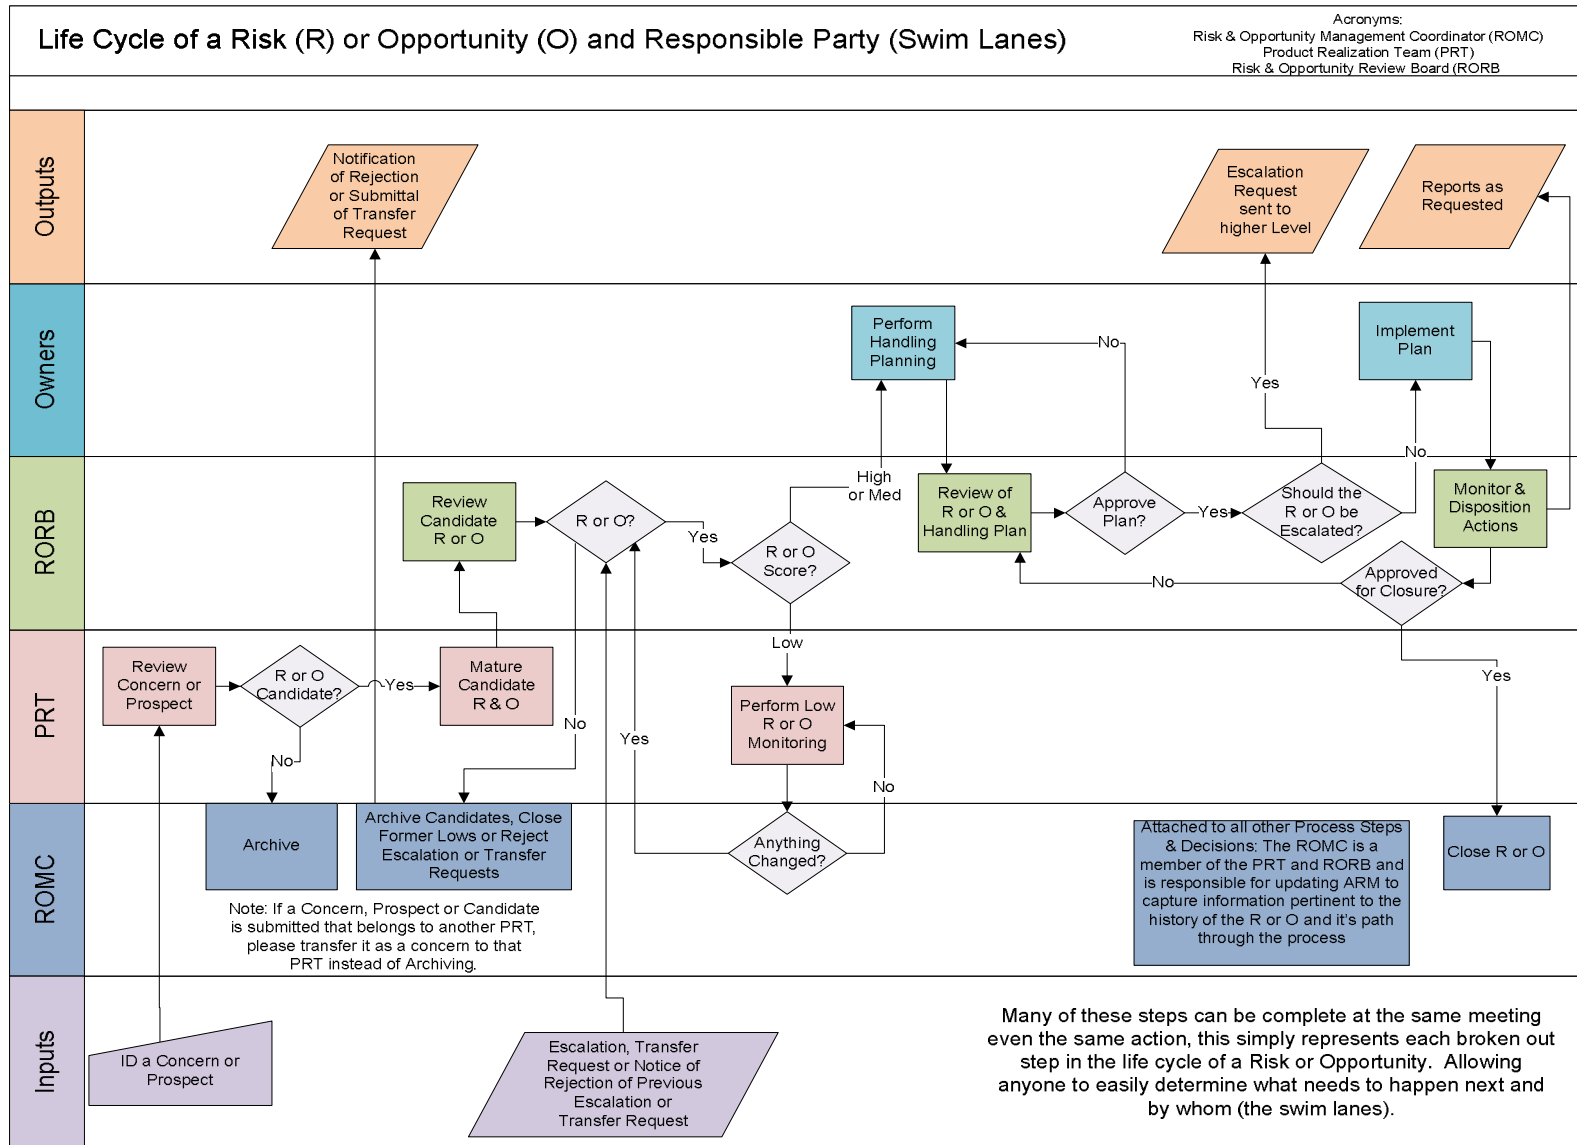 Life Cycle of a Risk (R) or Opportunity (O) and Responsible Party (Swim Lanes)
Acronyms:
Risk & Opportunity Management Coordinator (ROMC)
Product Realization Team (PRT)
Risk & Opportunity Review Board (RORB
Outputs
Notification
of Rejection
or Submittal
of Transfer
Request
Escalation
Request
sent to
higher Level
Reports as
Requested
Owners
Perform
Handling
Planning
No
Yes
Implement
Plan
No
RORB
Review
Candidate
R or O
R or O?
Yes
R or O
Score?
High
or Med
Review of
R or O &
Handling Plan
Approve
Plan?
Yes
Should the
R or O be
Escalated?
Monitor &
Disposition
Actions
No
Approved
for Closure?
PRT
Review
Concern or
Prospect
R or O
Candidate?
Yes
Mature
Candidate
R & O
No
No
Yes
Low
Perform Low
R or O
Monitoring
No
Yes
ROMC
Archive
Archive Candidates, Close
Former Lows or Reject
Escalation or Transfer
Requests
Anything
Changed?
Attached to all other Process Steps
& Decisions: The ROMC is a
member of the PRT and RORB and
is responsible for updating ARM to
capture information pertinent to the
history of the R or O and it's path
through the process
Close R or O
Note: If a Concern, Prospect or Candidate
is submitted that belongs to another PRT,
please transfer it as a concern to that
PRT instead of Archiving.
Inputs
ID a Concern or
Prospect
Escalation, Transfer
Request or Notice of
Rejection of Previous
Escalation or
Transfer Request
Many of these steps can be complete at the same meeting
even the same action, this simply represents each broken out
step in the life cycle of a Risk or Opportunity.  Allowing
anyone to easily determine what needs to happen next and
by whom (the swim lanes).